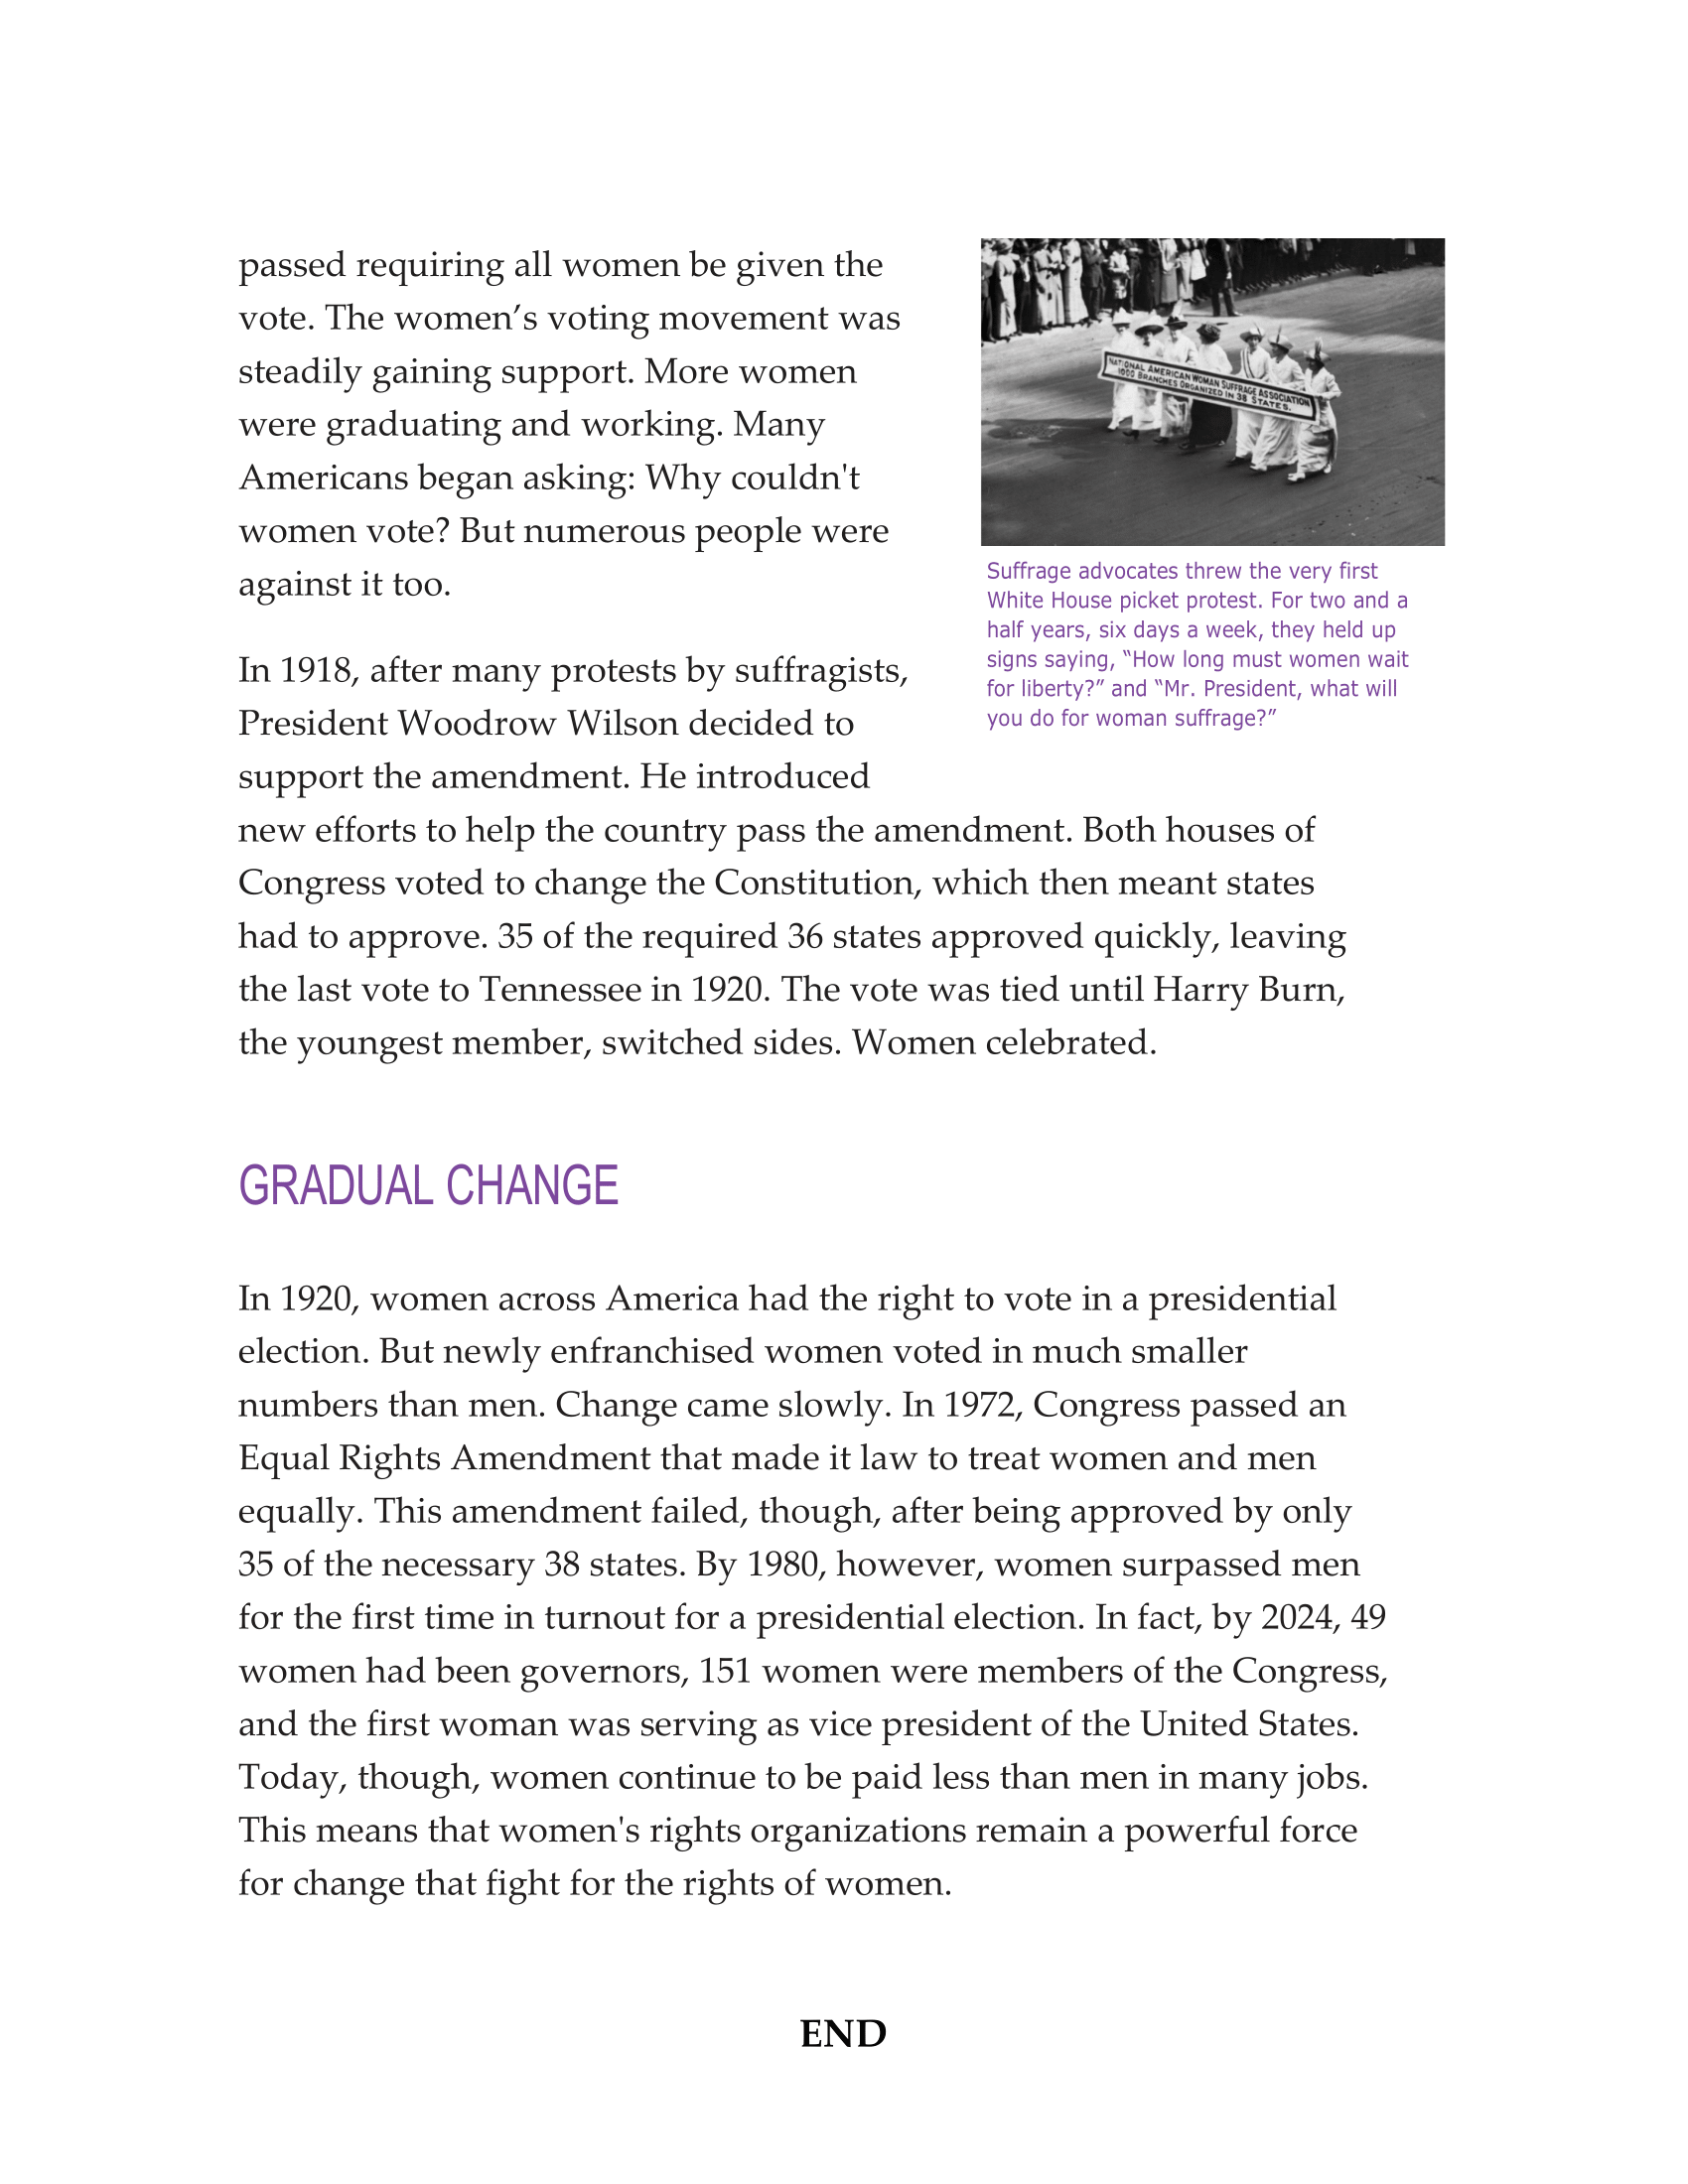 passed requiring all women be given the
vote. The women’s voting movement was
steadily gaining support. More women
were graduating and working. Many
Americans began asking: Why couldn't
women vote? But numerous people were
against it too.
NATIONAL AMERICAN WOMAN SUFFRAGE ASSOCIATION
1000 BRANCHES ORGANIZED IN 38 STATES.
Suffrage advocates threw the very first
White House picket protest. For two and a
half years, six days a week, they held up
signs saying, “How long must women wait
for liberty?” and “Mr. President, what will
you do for woman suffrage?”
In 1918, after many protests by suffragists,
President Woodrow Wilson decided to
support the amendment. He introduced
new efforts to help the country pass the amendment. Both houses of
Congress voted to change the Constitution, which then meant states
had to approve. 35 of the required 36 states approved quickly, leaving
the last vote to Tennessee in 1920. The vote was tied until Harry Burn,
the youngest member, switched sides. Women celebrated.
GRADUAL CHANGE
In 1920, women across America had the right to vote in a presidential
election. But newly enfranchised women voted in much smaller
numbers than men. Change came slowly. In 1972, Congress passed an
Equal Rights Amendment that made it law to treat women and men
equally. This amendment failed, though, after being approved by only
35 of the necessary 38 states. By 1980, however, women surpassed men
for the first time in turnout for a presidential election. In fact, by 2024, 49
women had been governors, 151 women were members of the Congress,
and the first woman was serving as vice president of the United States.
Today, though, women continue to be paid less than men in many jobs.
This means that women's rights organizations remain a powerful force
for change that fight for the rights of women.
END